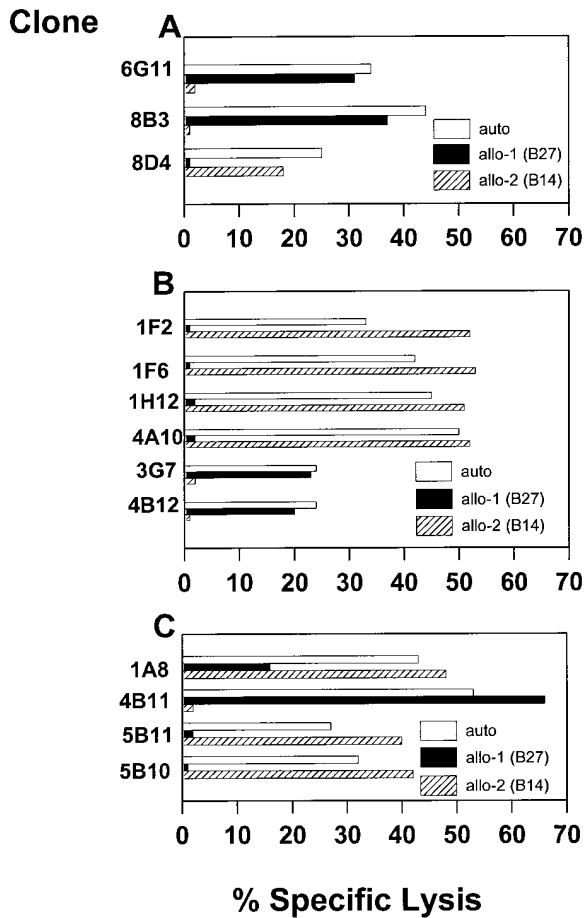 Clone
A
6G11
8B3
8D4
auto
allo-1 (B27)
allo-2 (B14)
0 10 20 30 40 50 60 70
B
1F2
1F6
1H12
4A10
3G7
4B12
auto
allo-1 (B27)
allo-2 (B14)
0 10 20 30 40 50 60 70
C
1A8
4B11
5B11
5B10
auto
allo-1 (B27)
allo-2 (B14)
0 10 20 30 40 50 60 70
% Specific Lysis